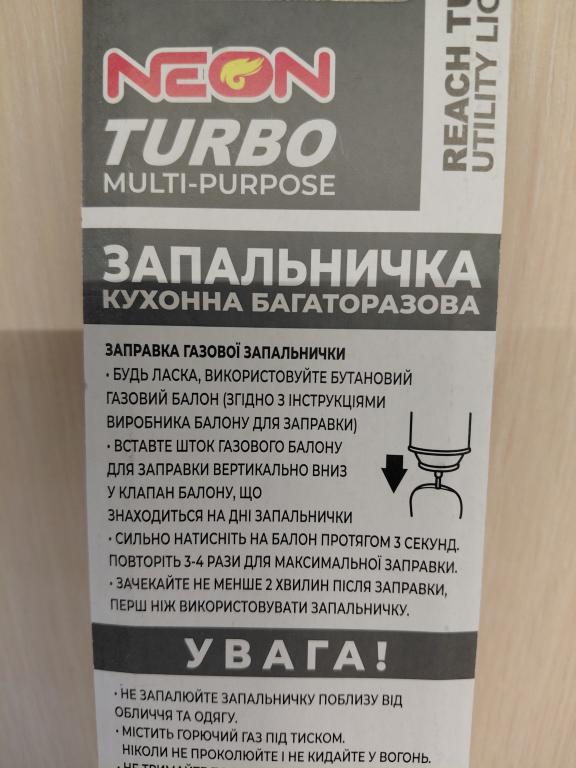 NEON
TURBO
MULTI-PURPOSE
REACH TU
UTILITY LIG
ЗАПАЛЬНИЧКА
КУХОННА БАГАТОРАЗОВА
ЗАПРАВКА ГАЗОВОЇ ЗАПАЛЬНИЧКИ
• БУДЬ ЛАСКА, ВИКОРИСТОВУЙТЕ БУТАНОВИЙ
ГАЗОВИЙ БАЛОН (ЗГІДНО З ІНСТРУКЦІЯМИ
ВИРОБНИКА БАЛОНУ ДЛЯ ЗАПРАВКИ)
• ВСТАВТЕ ШТОК ГАЗОВОГО БАЛОНУ
ДЛЯ ЗАПРАВКИ ВЕРТИКАЛЬНО ВНИЗ
У КЛАПАН БАЛОНУ, ЩО
ЗНАХОДИТЬСЯ НА ДНІ ЗАПАЛЬНИЧКИ
• СИЛЬНО НАТИСНІТЬ НА БАЛОН ПРОТЯГОМ 3 СЕКУНД.
ПОВТОРІТЬ 3-4 РАЗИ ДЛЯ МАКСИМАЛЬНОЇ ЗАПРАВКИ.
• ЗАЧЕКАЙТЕ НЕ МЕНШЕ 2 ХВИЛИН ПІСЛЯ ЗАПРАВКИ,
ПЕРШ НІЖ ВИКОРИСТОВУВАТИ ЗАПАЛЬНИЧКУ.
УВАГА!
• НЕ ЗАПАЛЮЙТЕ ЗАПАЛЬНИЧКУ ПОБЛИЗУ ВІД
ОБЛИЧЧЯ ТА ОДЯГУ.
• МІСТИТЬ ГОРЮЧИЙ ГАЗ ПІД ТИСКОМ.
НІКОЛИ НЕ ПРОКОЛЮЙТЕ І НЕ КИДАЙТЕ У ВОГОНЬ.
• НЕ